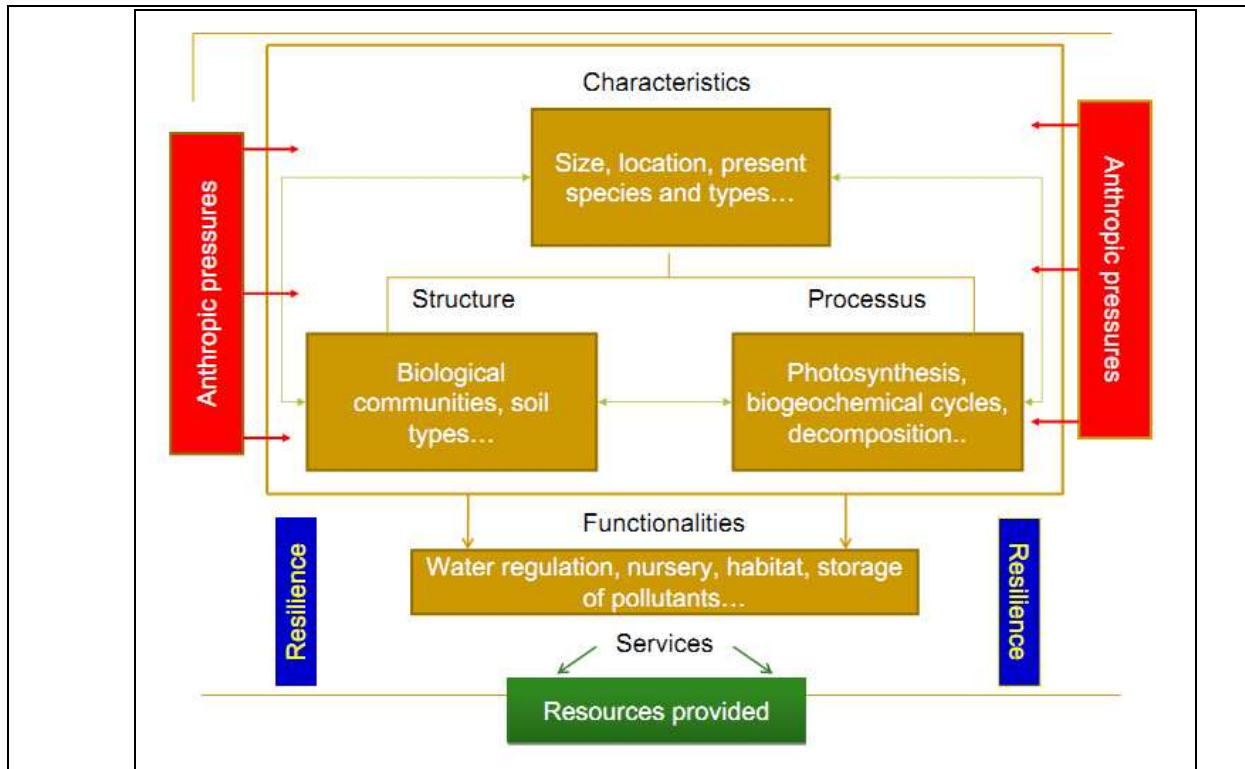 Characteristics
Size, location, present
species and types…
Anthropic pressures
Anthropic pressures
Structure
Processus
Biological
communities, soil
types…
Photosynthesis,
biogeochemical cycles,
decomposition..
Functionalities
Water regulation, nursery, habitat, storage
of pollutants…
Resilience
Resilience
Services
Resources provided